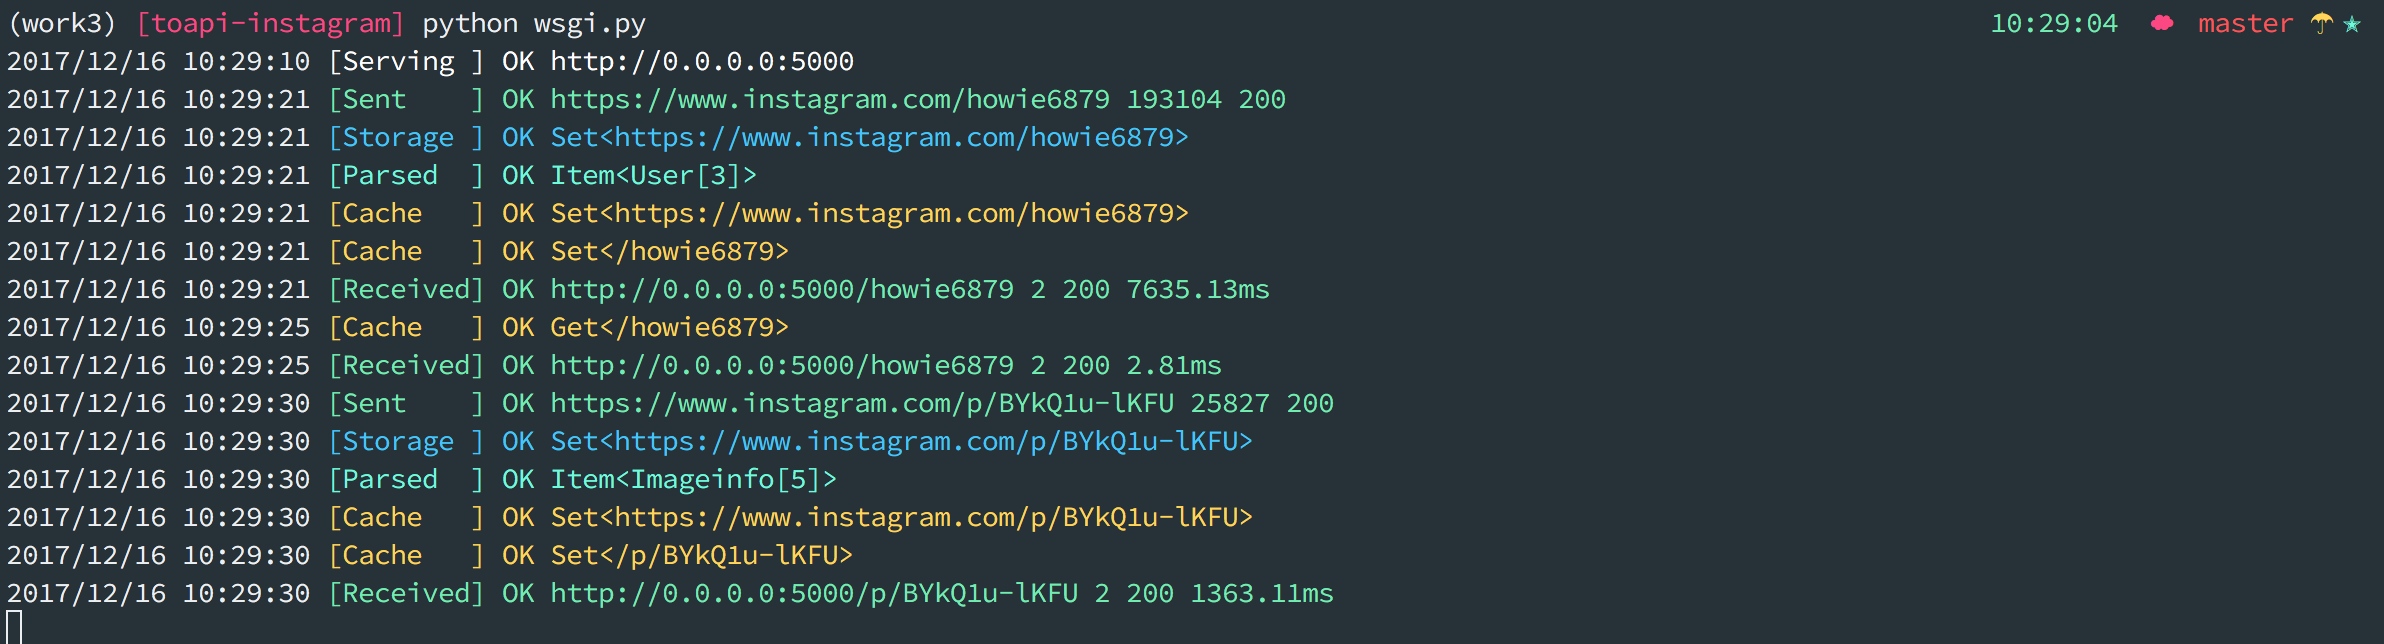 (work3) [toapi-instagram] python wsgi.py 10:29:04 master
2017/12/16 10:29:10 [Serving ] OK http://0.0.0.0:5000
2017/12/16 10:29:21 [Sent    ] OK https://www.instagram.com/howie6879 193104 200
2017/12/16 10:29:21 [Storage ] OK Set<https://www.instagram.com/howie6879>
2017/12/16 10:29:21 [Parsed  ] OK Item<User[3]>
2017/12/16 10:29:21 [Cache   ] OK Set<https://www.instagram.com/howie6879>
2017/12/16 10:29:21 [Cache   ] OK Set</howie6879>
2017/12/16 10:29:21 [Received] OK http://0.0.0.0:5000/howie6879 2 200 7635.13ms
2017/12/16 10:29:25 [Cache   ] OK Get</howie6879>
2017/12/16 10:29:25 [Received] OK http://0.0.0.0:5000/howie6879 2 200 2.81ms
2017/12/16 10:29:30 [Sent    ] OK https://www.instagram.com/p/BYkQ1u-lKFU 25827 200
2017/12/16 10:29:30 [Storage ] OK Set<https://www.instagram.com/p/BYkQ1u-lKFU>
2017/12/16 10:29:30 [Parsed  ] OK Item<Imageinfo[5]>
2017/12/16 10:29:30 [Cache   ] OK Set<https://www.instagram.com/p/BYkQ1u-lKFU>
2017/12/16 10:29:30 [Cache   ] OK Set</p/BYkQ1u-lKFU>
2017/12/16 10:29:30 [Received] OK http://0.0.0.0:5000/p/BYkQ1u-lKFU 2 200 1363.11ms